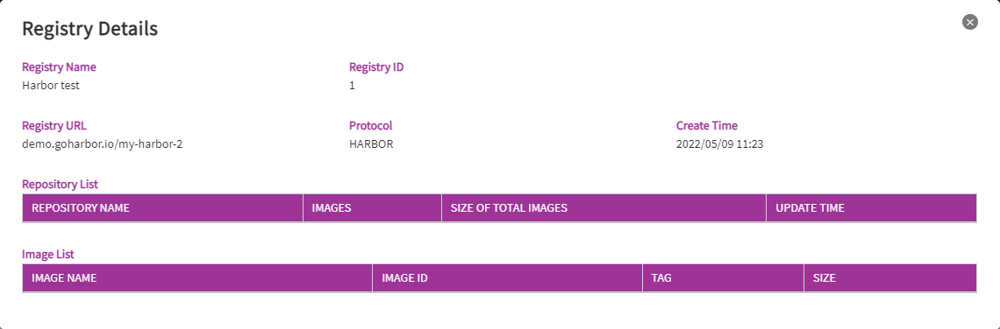 Registry Details
Registry Name Registry ID
Harbor test 1
Registry URL Protocol Create Time
demo.goharbor.io/my-harbor-2 HARBOR 2022/05/09 11:23
Repository List
REPOSITORY NAME IMAGES SIZE OF TOTAL IMAGES UPDATE TIME
Image List
IMAGE NAME IMAGE ID TAG SIZE